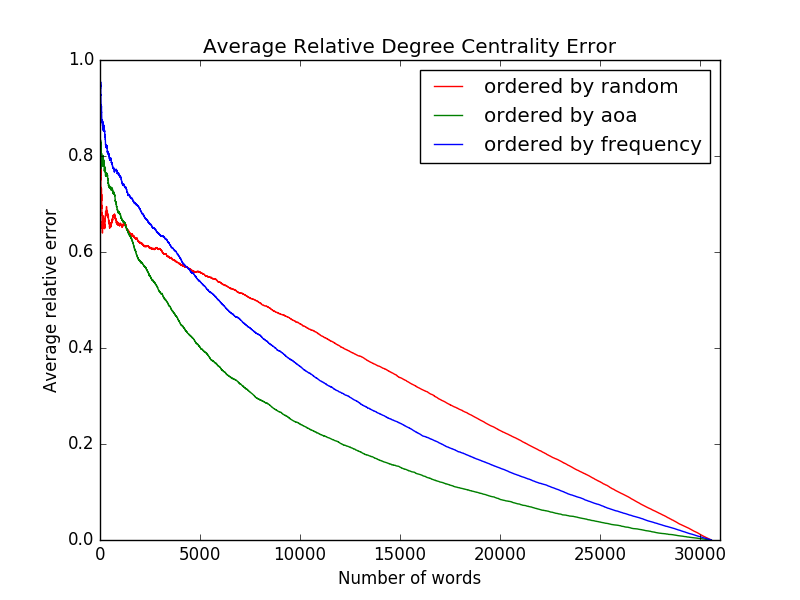 Average Relative Degree Centrality Error
1.0
ordered by random
ordered by aoa
ordered by frequency
0.8
0.6
0.4
0.2
0.0
Average relative error
0 5000 10000 15000 20000 25000 30000
Number of words